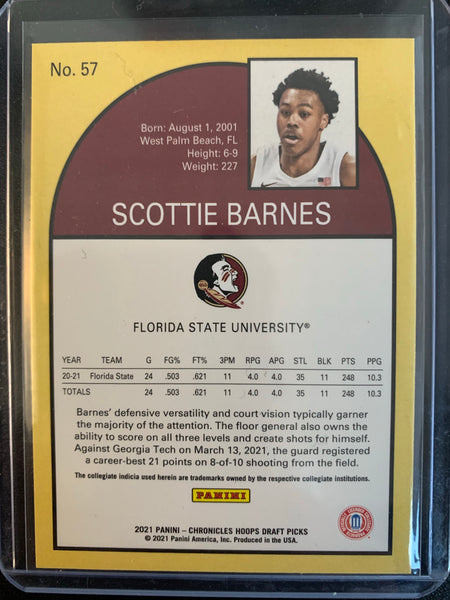 No. 57
Born: August 1, 2001
West Palm Beach, FL
Height: 6-9
Weight: 227
SCOTTIE BARNES
FLORIDA STATE UNIVERSITY®
YEAR TEAM G FG% FT% 3PM RPG APG STL BLK PTS PPG
20-21 Florida State 24 .503 .621 11 4.0 4.0 35 11 248 10.3
TOTALS 24 .503 .621 11 4.0 4.0 35 11 248 10.3
Barnes' defensive versatility and court vision typically garner
the majority of the attention. The floor general also owns the
ability to score on all three levels and create shots for himself.
Against Georgia Tech on March 13, 2021, the guard registered
a career-best 21 points on 8-of-10 shooting from the field.
The collegiate indicia used herein are trademarks owned by the respective collegiate institutions.
PANINI
2021 PANINI – CHRONICLES HOOPS DRAFT PICKS
© 2021 Panini America, Inc. Produced in the USA.